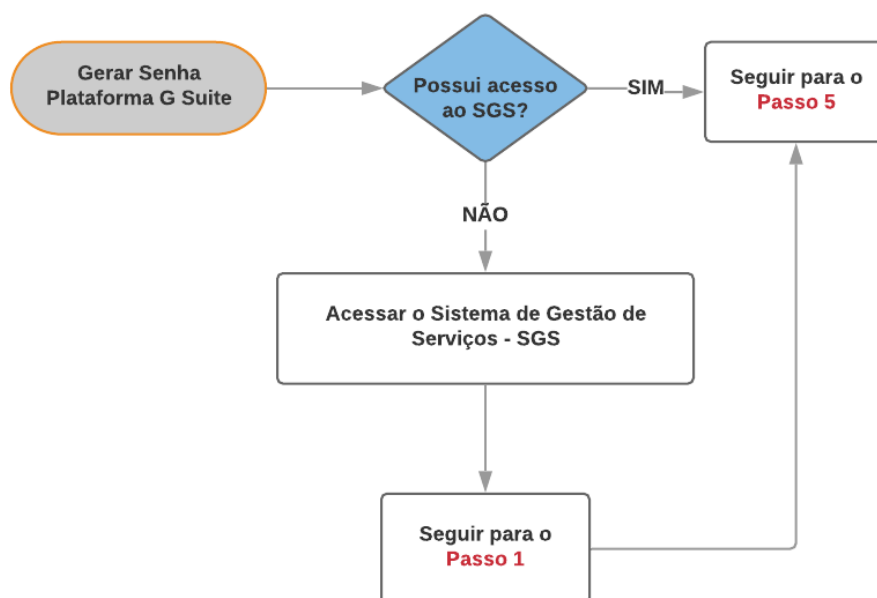 Gerar Senha
Plataforma G Suite
Possui acesso
ao SGS?
SIM
Seguir para o
Passo 5
NÃO
Acessar o Sistema de Gestão de
Serviços - SGS
Seguir para o
Passo 1